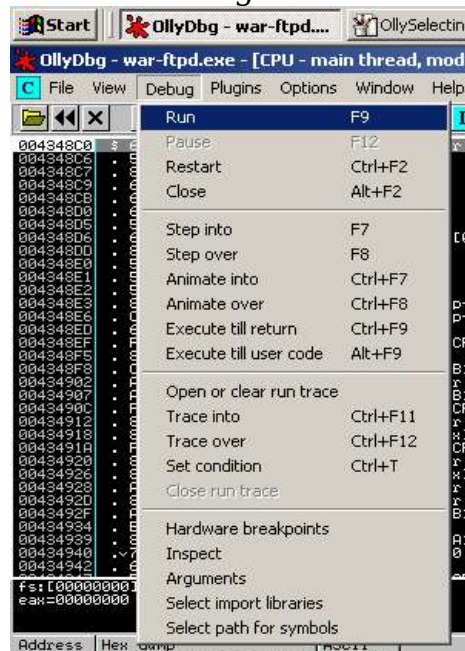 Start OllyDbg - war-ftpd.... OllySelectin
OllyDbg - war-ftpd.exe - [CPU - main thread, mod
C File View Debug Plugins Options Window Help
Run F9
Pause F12
Restart Ctrl+F2
Close Alt+F2
Step into F7
Step over F8
Animate into Ctrl+F7
Animate over Ctrl+F8
Execute till return Ctrl+F9
Execute till user code Alt+F9
Open or clear run trace
Trace into Ctrl+F11
Trace over Ctrl+F12
Set condition Ctrl+T
Close run trace
Hardware breakpoints
Inspect
Arguments
Select import libraries
Select path for symbols
004348C0
004348C6
004348C7
004348C9
004348CB
004348D0
004348D5
004348D6
004348DD
004348E0
004348E1
004348E2
004348E3
004348E6
004348ED
004348EF
004348F5
004348F8
00434902
00434907
0043490C
00434912
00434918
0043491A
00434920
00434926
0043492C
0043492D
0043492F
00434934
00434939
00434940
00434942
fs:[00000000]
eax=00000000
Address Hex